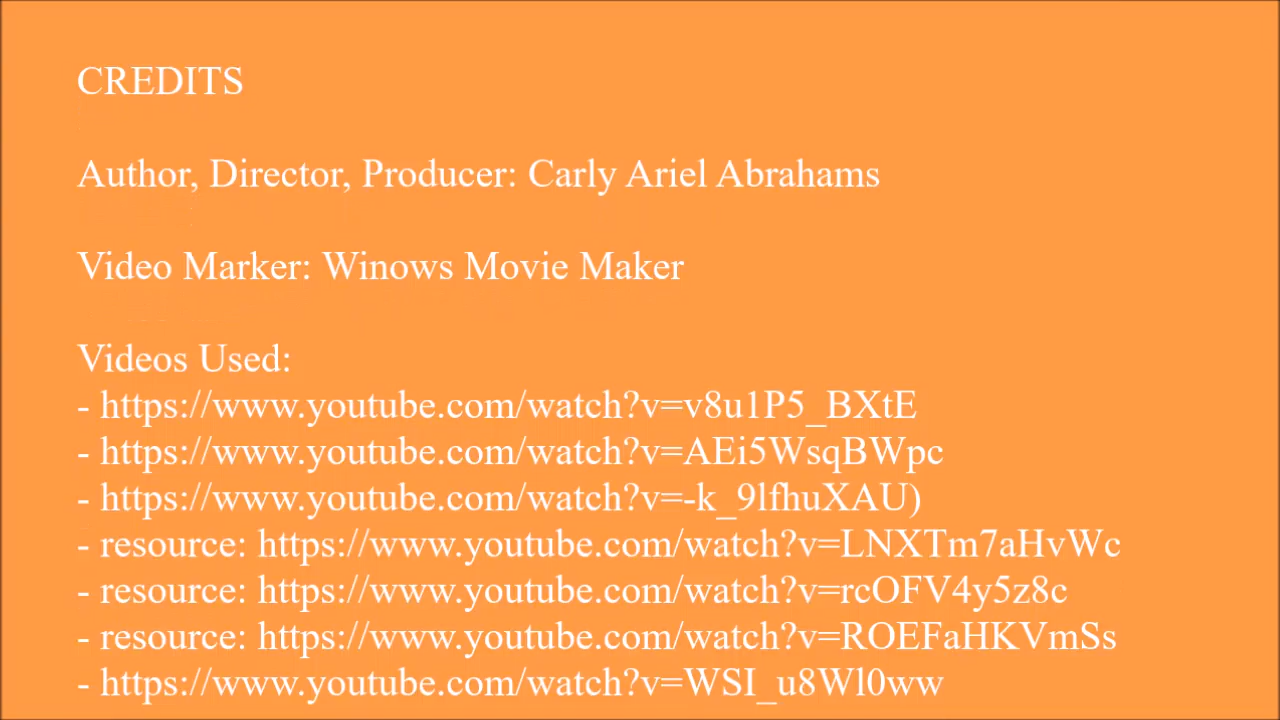 CREDITS
Author, Director, Producer: Carly Ariel Abrahams
Video Marker: Winows Movie Maker
Videos Used:
- https://www.youtube.com/watch?v=v8u1P5_BXtE
- https://www.youtube.com/watch?v=AEi5WsqBWpc
- https://www.youtube.com/watch?v=-k_9lfhuXAU)
- resource: https://www.youtube.com/watch?v=LNXTm7aHvWc
- resource: https://www.youtube.com/watch?v=rcOFV4y5z8c
- resource: https://www.youtube.com/watch?v=ROEFaHKVmSs
- https://www.youtube.com/watch?v=WSI_u8Wl0ww